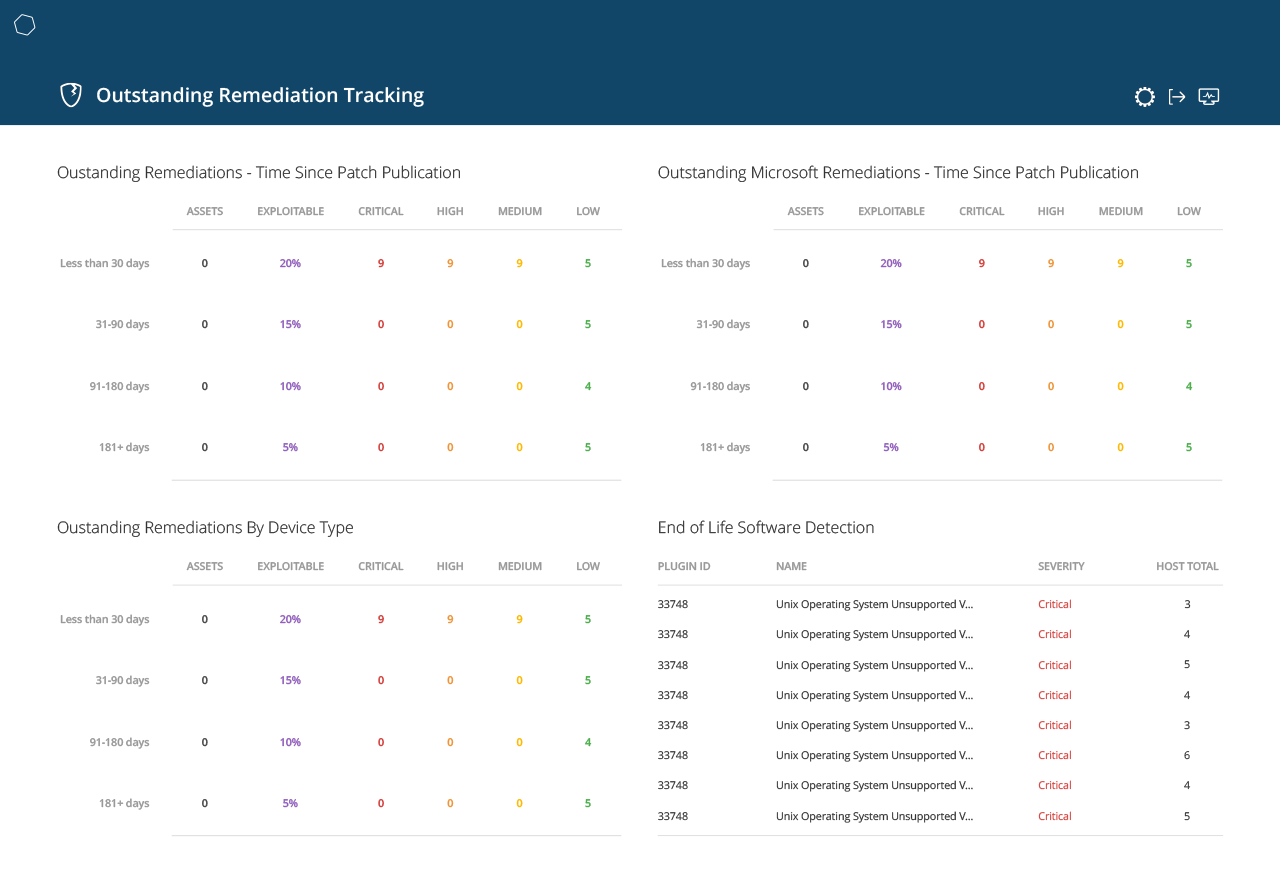 Outstanding Remediation Tracking
Oustanding Remediations - Time Since Patch Publication
ASSETS EXPLOITABLE CRITICAL HIGH MEDIUM LOW
Less than 30 days 0 20% 9 9 9 5
31-90 days 0 15% 0 0 0 5
91-180 days 0 10% 0 0 0 4
181+ days 0 5% 0 0 0 5
Outstanding Microsoft Remediations - Time Since Patch Publication
ASSETS EXPLOITABLE CRITICAL HIGH MEDIUM LOW
Less than 30 days 0 20% 9 9 9 5
31-90 days 0 15% 0 0 0 5
91-180 days 0 10% 0 0 0 4
181+ days 0 5% 0 0 0 5
Oustanding Remediations By Device Type
ASSETS EXPLOITABLE CRITICAL HIGH MEDIUM LOW
Less than 30 days 0 20% 9 9 9 5
31-90 days 0 15% 0 0 0 5
91-180 days 0 10% 0 0 0 4
181+ days 0 5% 0 0 0 5
End of Life Software Detection
PLUGIN ID NAME SEVERITY HOST TOTAL
33748 Unix Operating System Unsupported V... Critical 3
33748 Unix Operating System Unsupported V... Critical 4
33748 Unix Operating System Unsupported V... Critical 5
33748 Unix Operating System Unsupported V... Critical 4
33748 Unix Operating System Unsupported V... Critical 3
33748 Unix Operating System Unsupported V... Critical 6
33748 Unix Operating System Unsupported V... Critical 4
33748 Unix Operating System Unsupported V... Critical 5